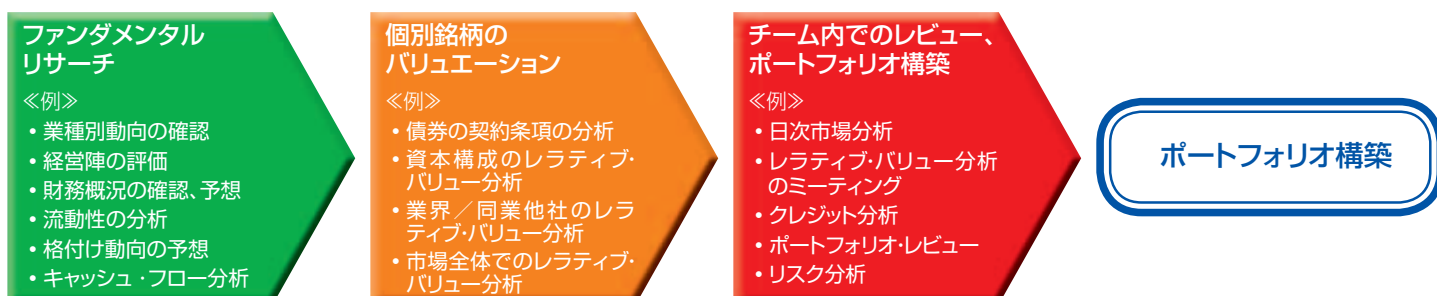 ファンダメンタル
リサーチ
≪例≫
• 業種別動向の確認
• 経営陣の評価
• 財務概況の確認、予想
• 流動性の分析
• 格付け動向の予想
• キャッシュ・フロー分析
個別銘柄の
バリュエーション
≪例≫
• 債券の契約条項の分析
• 資本構成のレラティブ・
バリュー分析
• 業界／同業他社のレラ
ティブ・バリュー分析
• 市場全体でのレラティブ・
バリュー分析
チーム内でのレビュー、
ポートフォリオ構築
≪例≫
• 日次市場分析
• レラティブ・バリュー分析
のミーティング
• クレジット分析
• ポートフォリオ・レビュー
• リスク分析
ポートフォリオ構築